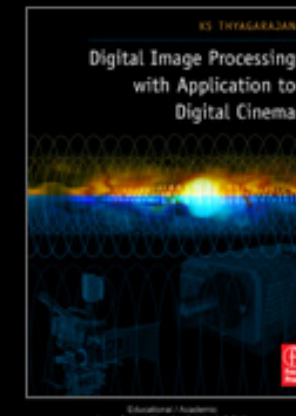 KS THYAGARAJAN
Digital Image Processing
with Application to
Digital Cinema
Educational / Academic